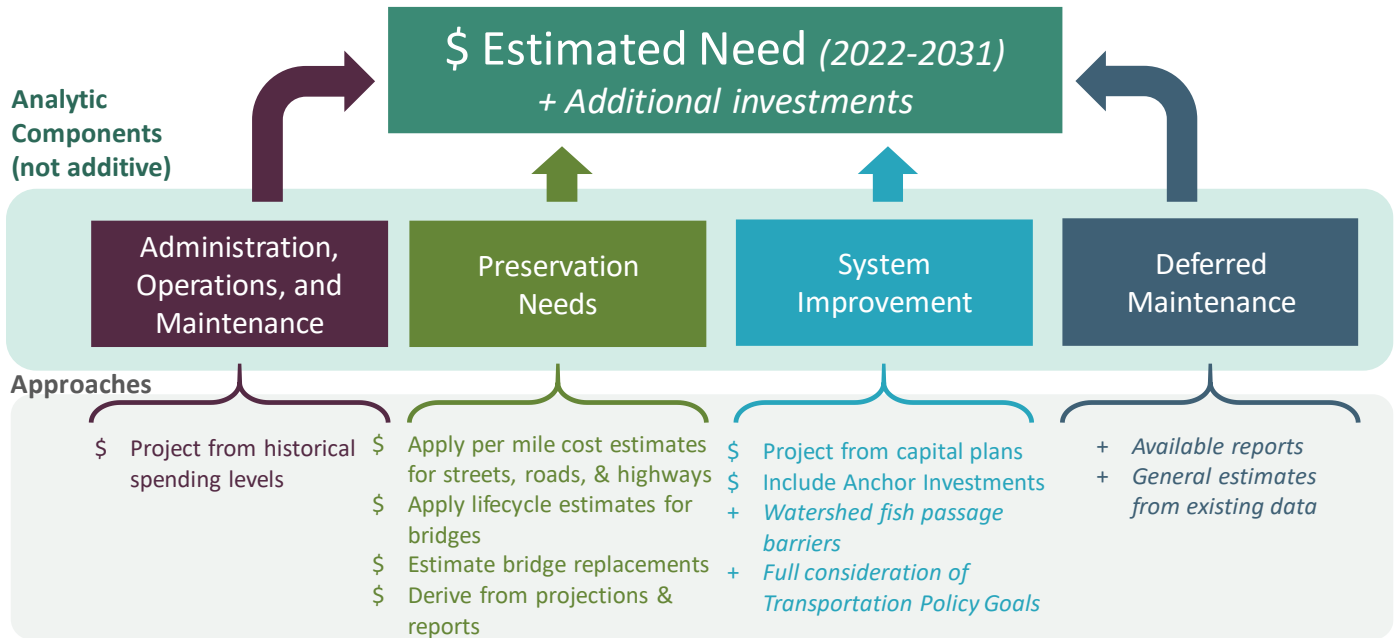 $ Estimated Need (2022-2031)
+ Additional investments
Analytic
Components
(not additive)
Administration,
Operations, and
Maintenance
Preservation
Needs
System
Improvement
Deferred
Maintenance
Approaches
$ Project from historical
spending levels
$ Apply per mile cost estimates
for streets, roads, & highways
$ Apply lifecycle estimates for
bridges
$ Estimate bridge replacements
$ Derive from projections &
reports
$ Project from capital plans
$ Include Anchor Investments
+ Watershed fish passage
barriers
+ Full consideration of
Transportation Policy Goals
+ Available reports
+ General estimates
from existing data